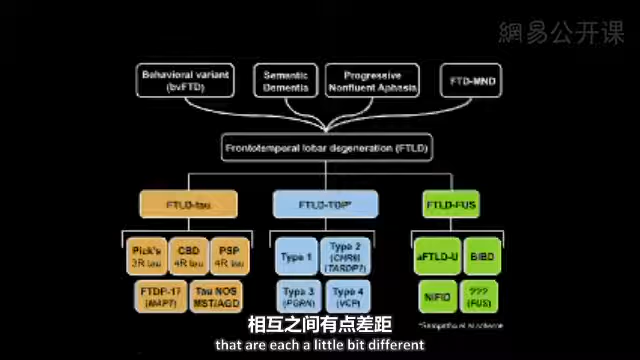 網易公开课
Behavioral variant
(bvFTD)
Semantic
Dementia
Progressive
Nonfluent Aphasia
FTD-MND
Frontotemporal lobar degeneration (FTLD)
FTLD-tau
FTLD-TDP*
FTLD-FUS
Pick's
3R tau
CBD
4R tau
PSP
4R tau
FTDP-17
(MAPT)
Tau NOS
MST/AGD
Type 1
Type 2
(CHR9)
(TARDP?)
Type 3
(PGRN)
Type 4
(VCP)
aFTLD-U
BIBD
NIFID
???
(FUS)
相互之间有点差距
that are each a little bit different